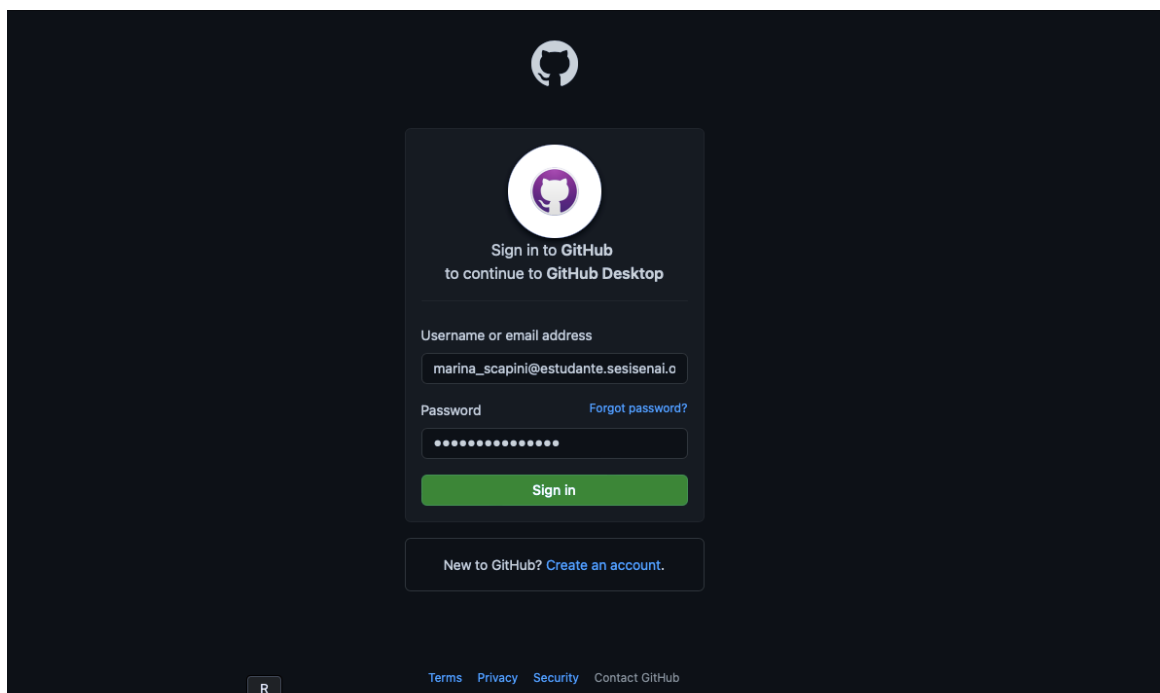 Sign in to GitHub
to continue to GitHub Desktop
Username or email address
marina_scapini@estudante.sesisenai.o
Password Forgot password?
•••••••••••••••
Sign in
New to GitHub? Create an account.
Terms Privacy Security Contact GitHub
R